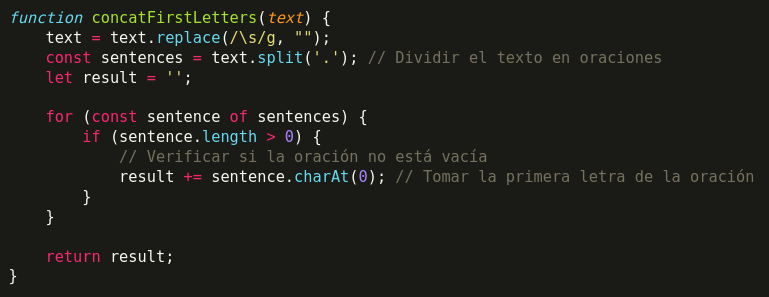 function concatFirstLetters(text) {
    text = text.replace(/\s/g, "");
    const sentences = text.split('.'); // Dividir el texto en oraciones
    let result = '';

    for (const sentence of sentences) {
        if (sentence.length > 0) {
            // Verificar si la oración no está vacía
            result += sentence.charAt(0); // Tomar la primera letra de la oración
        }
    }

    return result;
}